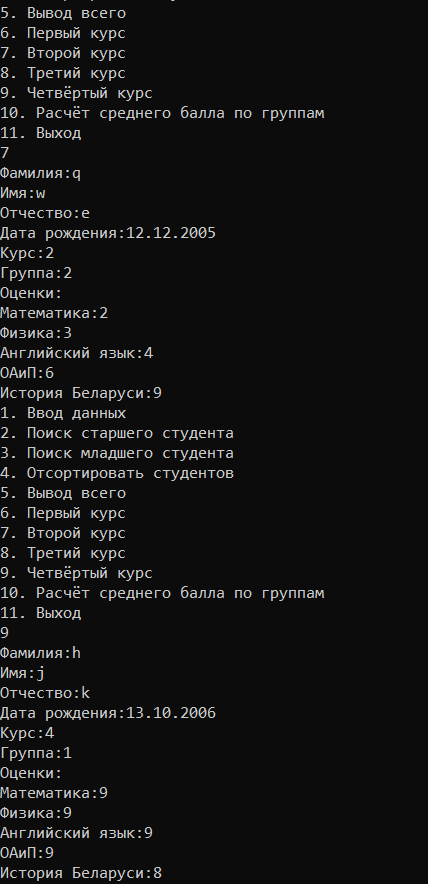 5. Вывод всего
6. Первый курс
7. Второй курс
8. Третий курс
9. Четвёртый курс
10. Расчёт среднего балла по группам
11. Выход
7
Фамилия:q
Имя:w
Отчество:e
Дата рождения:12.12.2005
Курс:2
Группа:2
Оценки:
Математика:2
Физика:3
Английский язык:4
ОАиП:6
История Беларуси:9
1. Ввод данных
2. Поиск старшего студента
3. Поиск младшего студента
4. Отсортировать студентов
5. Вывод всего
6. Первый курс
7. Второй курс
8. Третий курс
9. Четвёртый курс
10. Расчёт среднего балла по группам
11. Выход
9
Фамилия:h
Имя:j
Отчество:k
Дата рождения:13.10.2006
Курс:4
Группа:1
Оценки:
Математика:9
Физика:9
Английский язык:9
ОАиП:9
История Беларуси:8